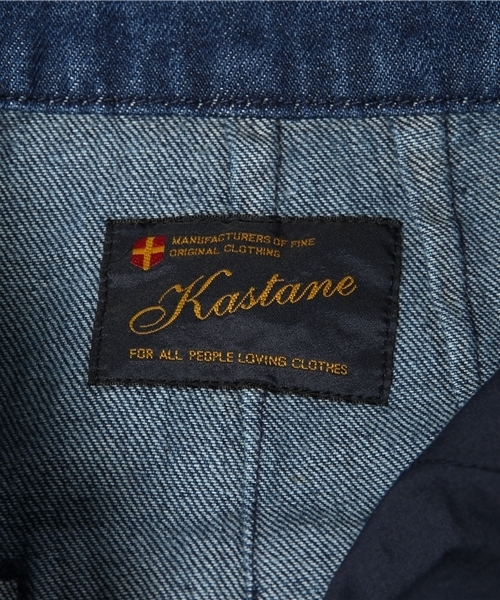 MANUFACTURERS OF FINE
ORIGINAL CLOTHING
Kastane
FOR ALL PEOPLE LOVING CLOTHES